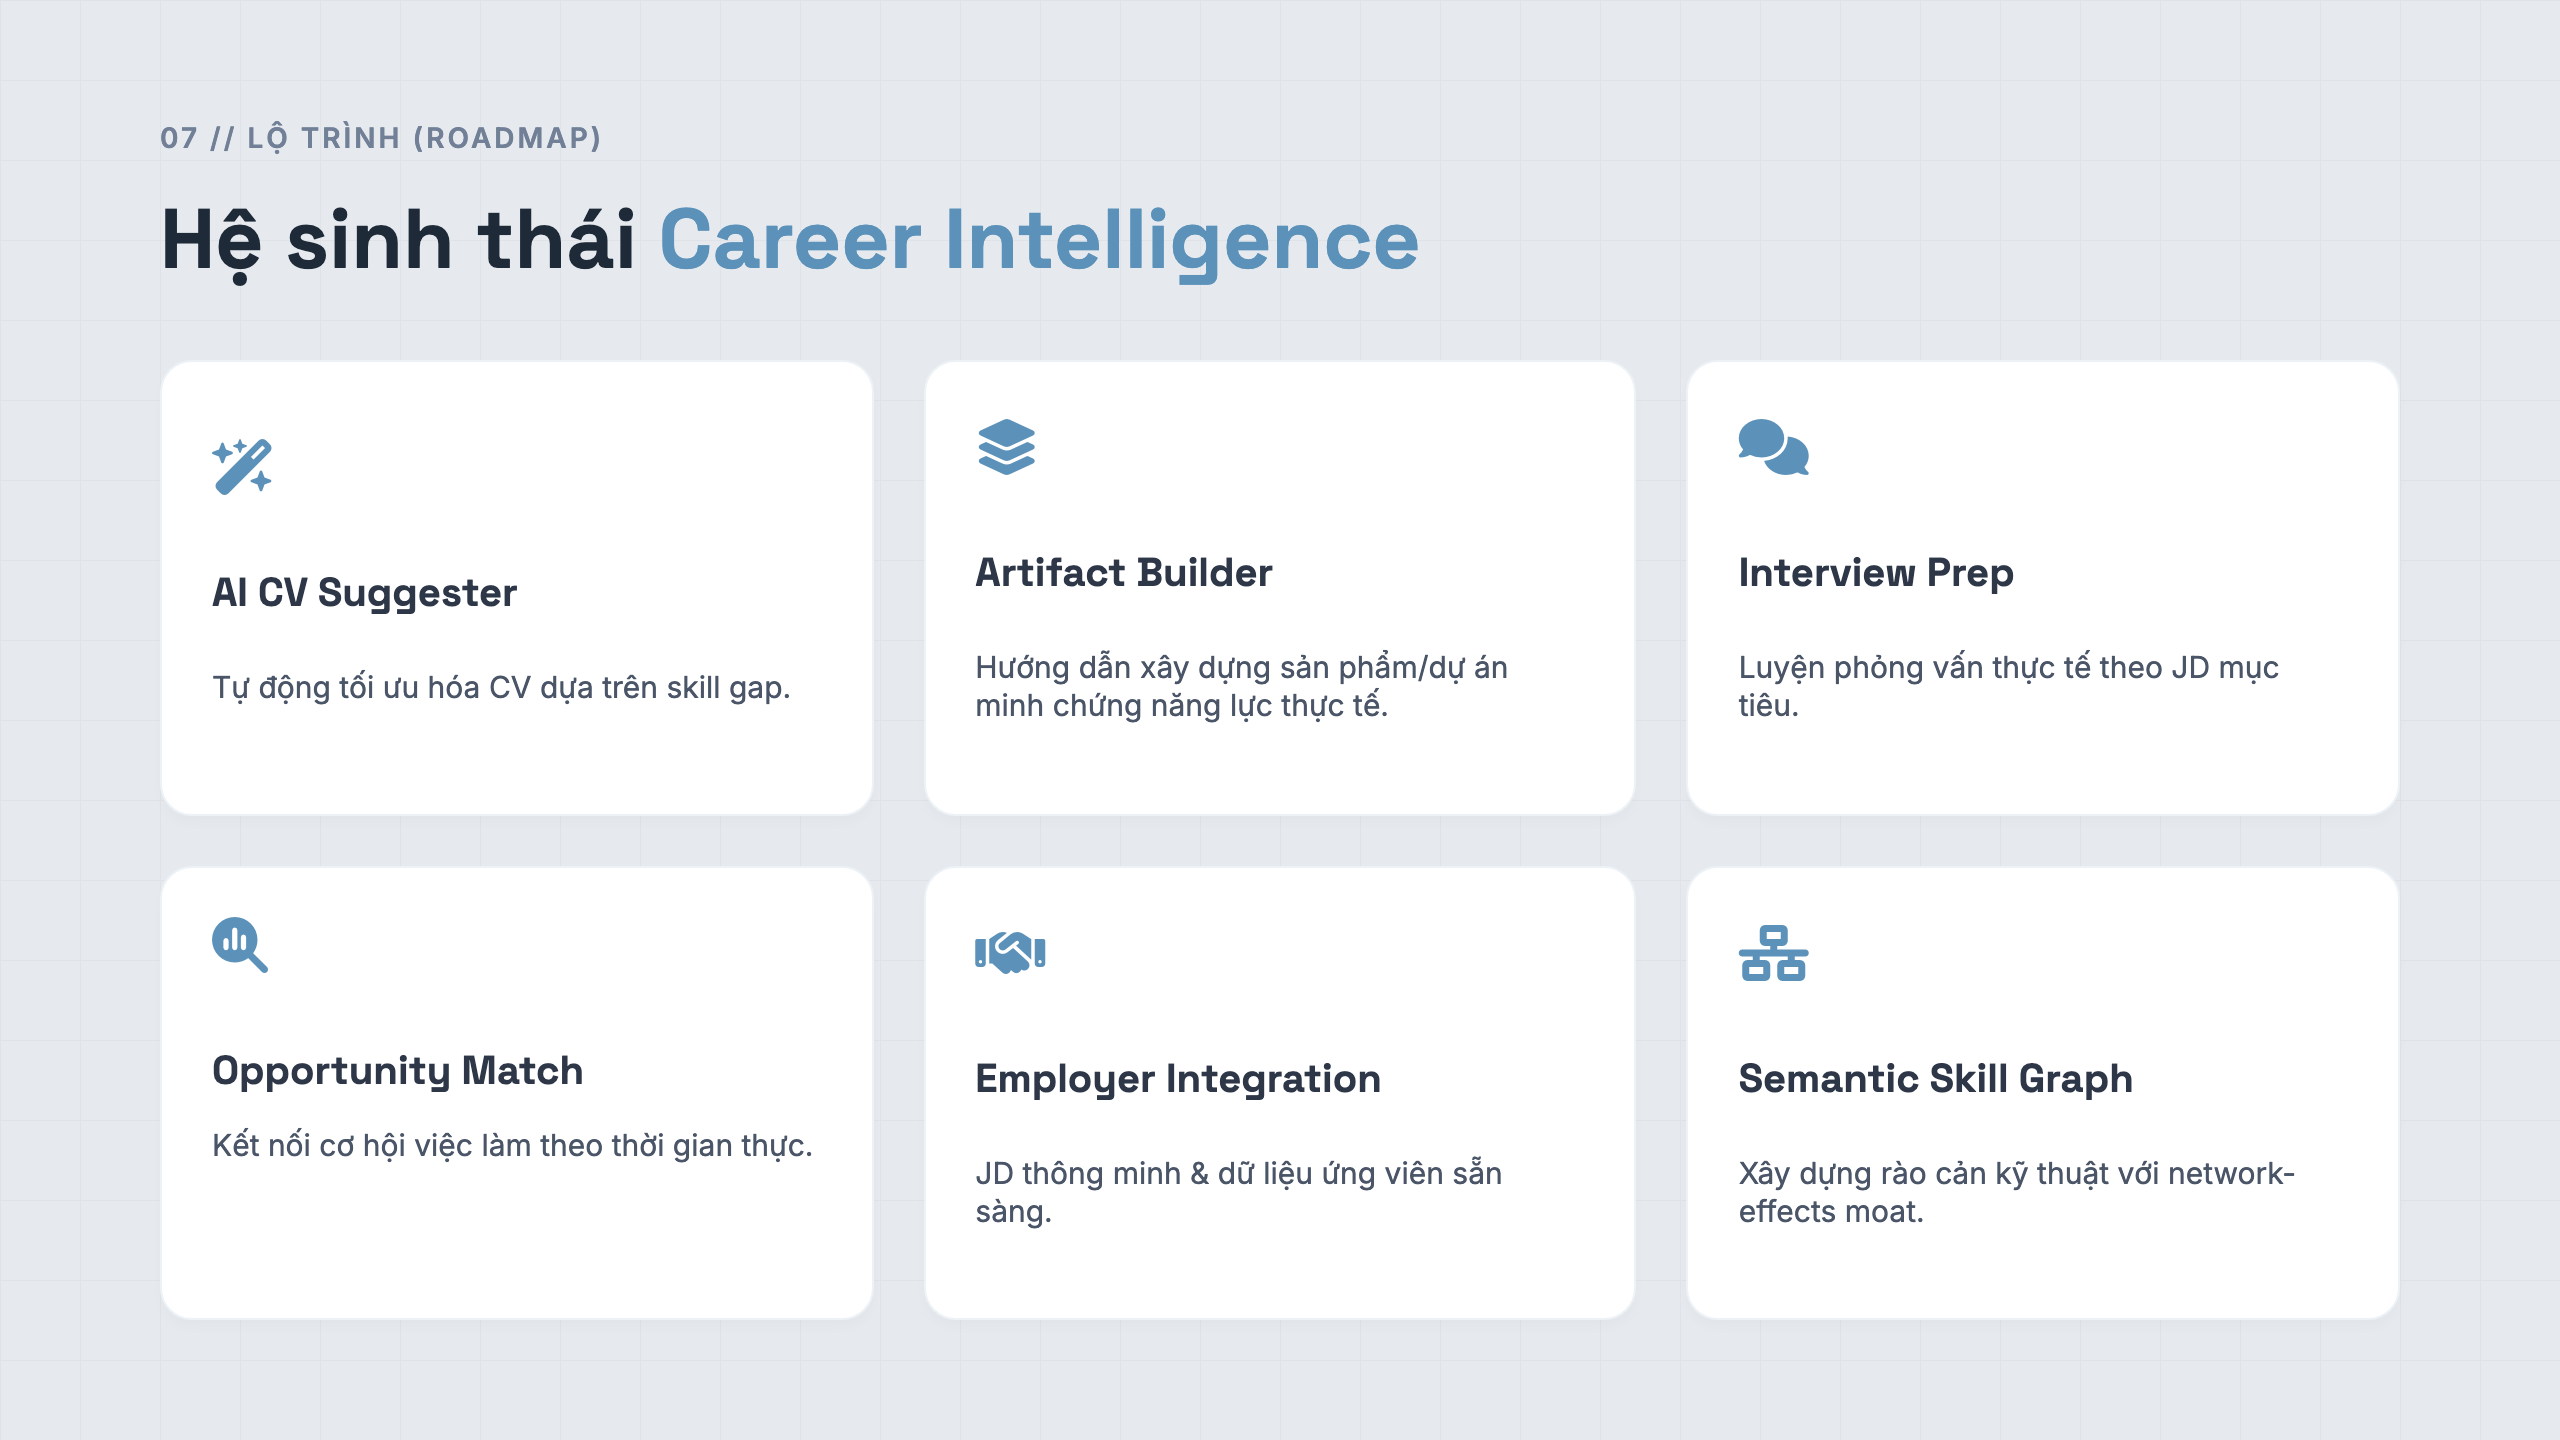 07 // LỘ TRÌNH (ROADMAP)
Hệ sinh thái Career Intelligence
AI CV Suggester
Tự động tối ưu hóa CV dựa trên skill gap.
Artifact Builder
Hướng dẫn xây dựng sản phẩm/dự án
minh chứng năng lực thực tế.
Interview Prep
Luyện phỏng vấn thực tế theo JD mục
tiêu.
Opportunity Match
Kết nối cơ hội việc làm theo thời gian thực.
Employer Integration
JD thông minh & dữ liệu ứng viên sẵn
sàng.
Semantic Skill Graph
Xây dựng rào cản kỹ thuật với network-
effects moat.